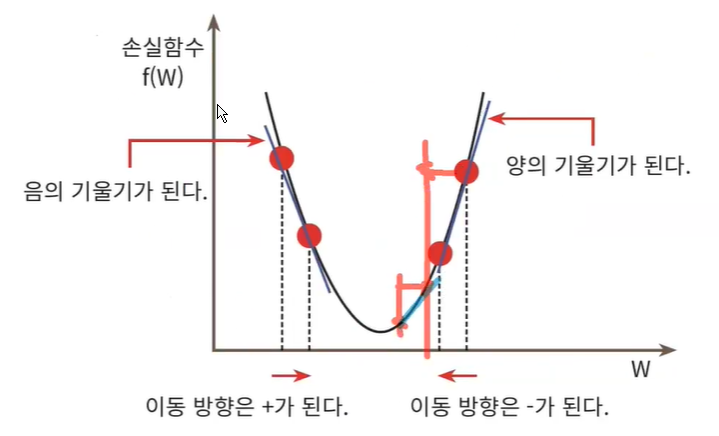 손실함수
f(W)
음의 기울기가 된다.
양의 기울기가 된다.
W
이동 방향은 +가 된다.
이동 방향은 -가 된다.